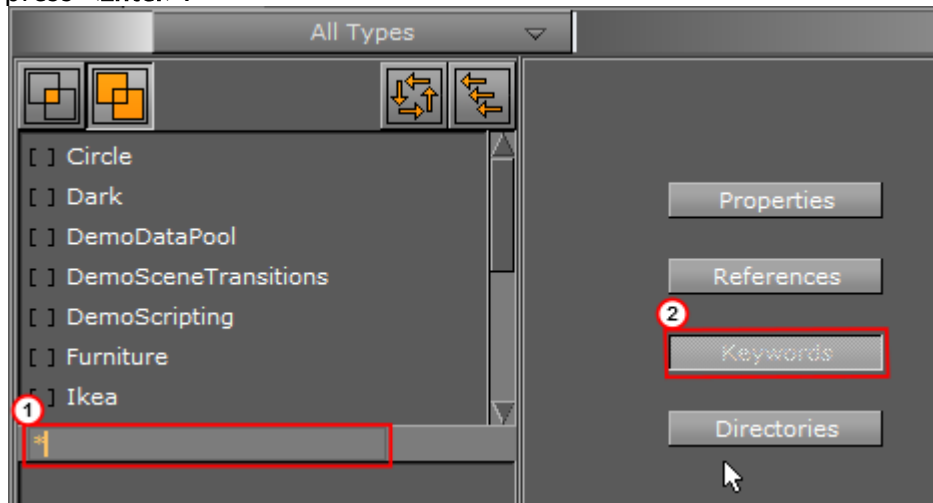 press <Enter>.
All Types
[ ] Circle
[ ] Dark
[ ] DemoDataPool
[ ] DemoSceneTransitions
[ ] DemoScripting
[ ] Furniture
[ ] Ikea
1
*
Properties
References
2
Keywords
Directories